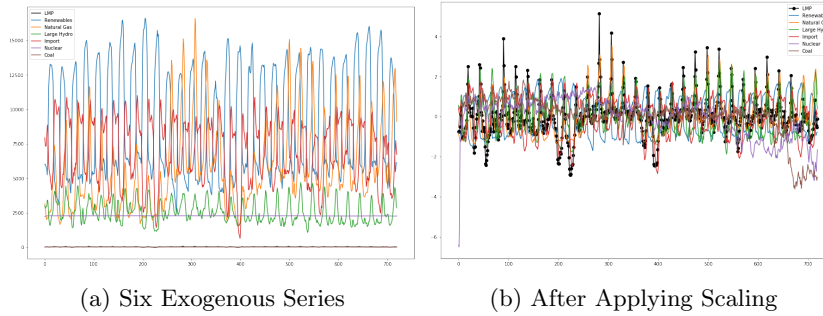 LMP
Renewables
Natural Gas
Large Hydro
Import
Nuclear
Coal
15000
12500
10000
7500
5000
2500
0
0 100 200 300 400 500 600 700
LMP
Renewables
Natural G
Large Hyd
Import
Nuclear
Coal
4
2
0
-2
-4
-6
0 100 200 300 400 500 600 700
(a) Six Exogenous Series
(b) After Applying Scaling